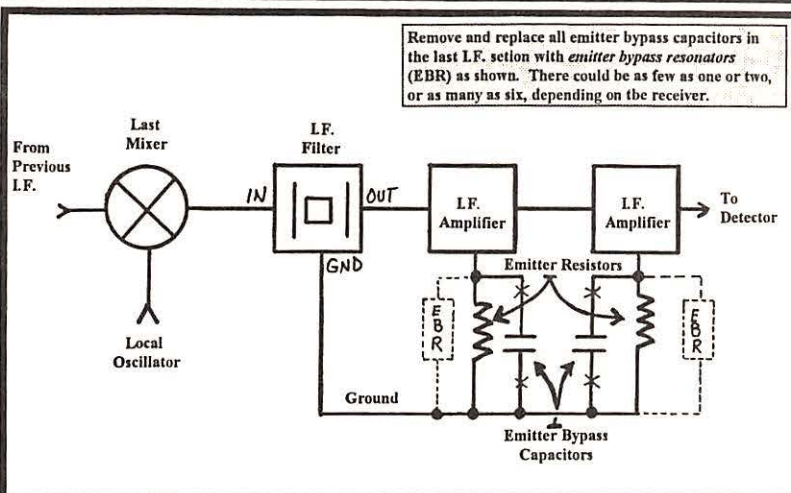 Remove and replace all emitter bypass capacitors in
the last I.F. setion with emitter bypass resonators
(EBR) as shown. There could be as few as one or two,
or as many as six, depending on tbe receiver.
Last
Mixer
I.F.
Filter
From
Previous
I.F.
IN
OUT
GND
I.F.
Amplifier
I.F.
Amplifier
To
Detector
Local
Oscillator
Emitter Resistors
EBR
EBR
Ground
Emitter Bypass
Capacitors